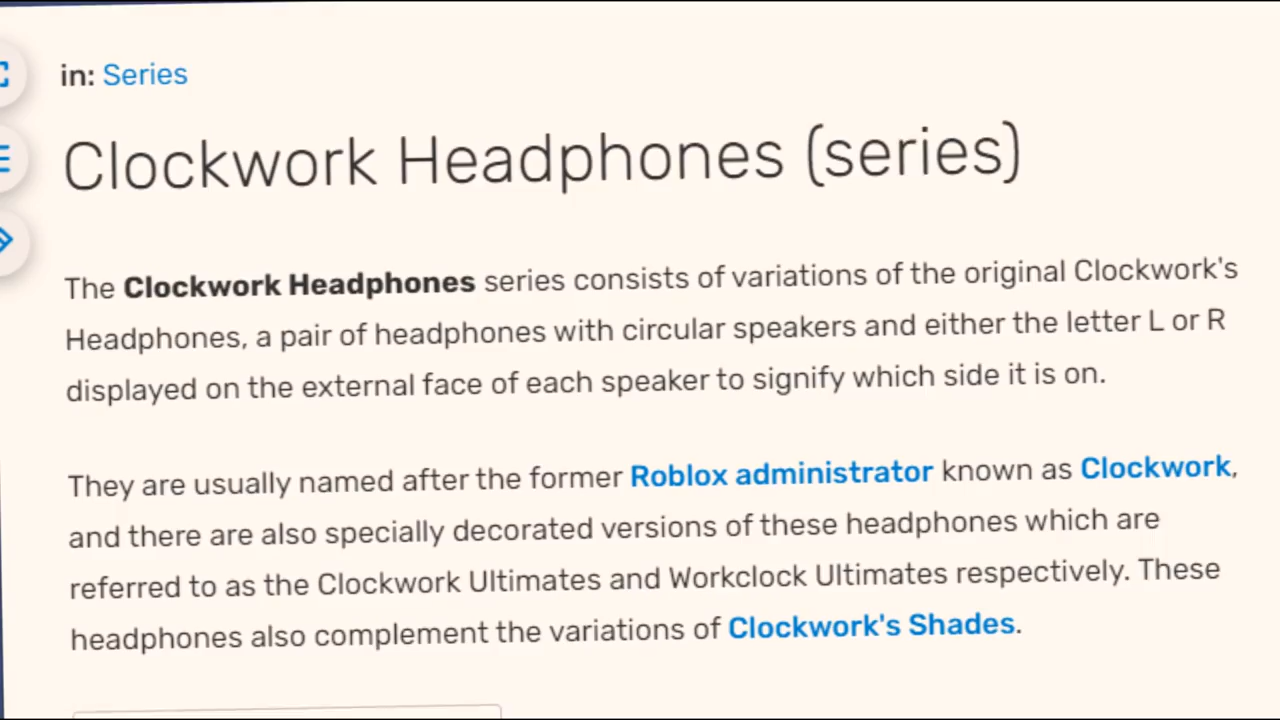 in: Series
Clockwork Headphones (series)
The Clockwork Headphones series consists of variations of the original Clockwork's
Headphones, a pair of headphones with circular speakers and either the letter L or R
displayed on the external face of each speaker to signify which side it is on.
They are usually named after the former Roblox administrator known as Clockwork,
and there are also specially decorated versions of these headphones which are
referred to as the Clockwork Ultimates and Workclock Ultimates respectively. These
headphones also complement the variations of Clockwork's Shades.